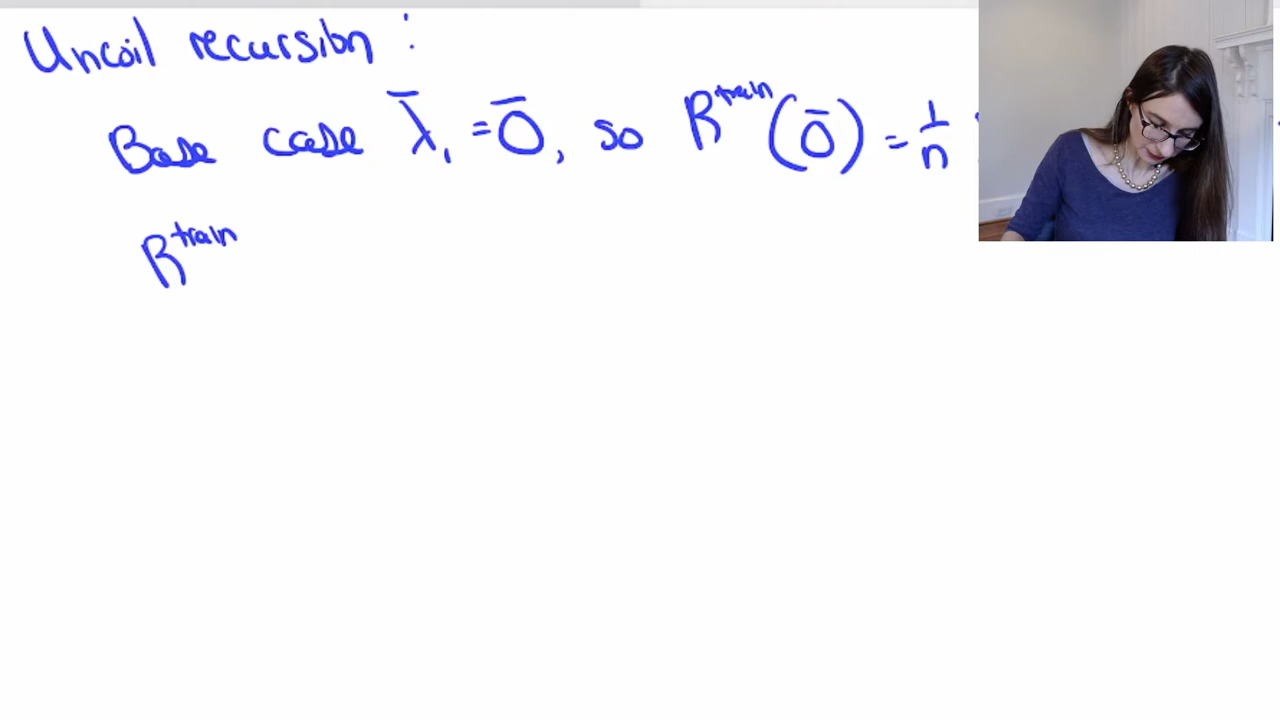 Uncoil recursion:
Base case λ̄₁ = 0̄, so R^train(0̄) = 1/n
R^train